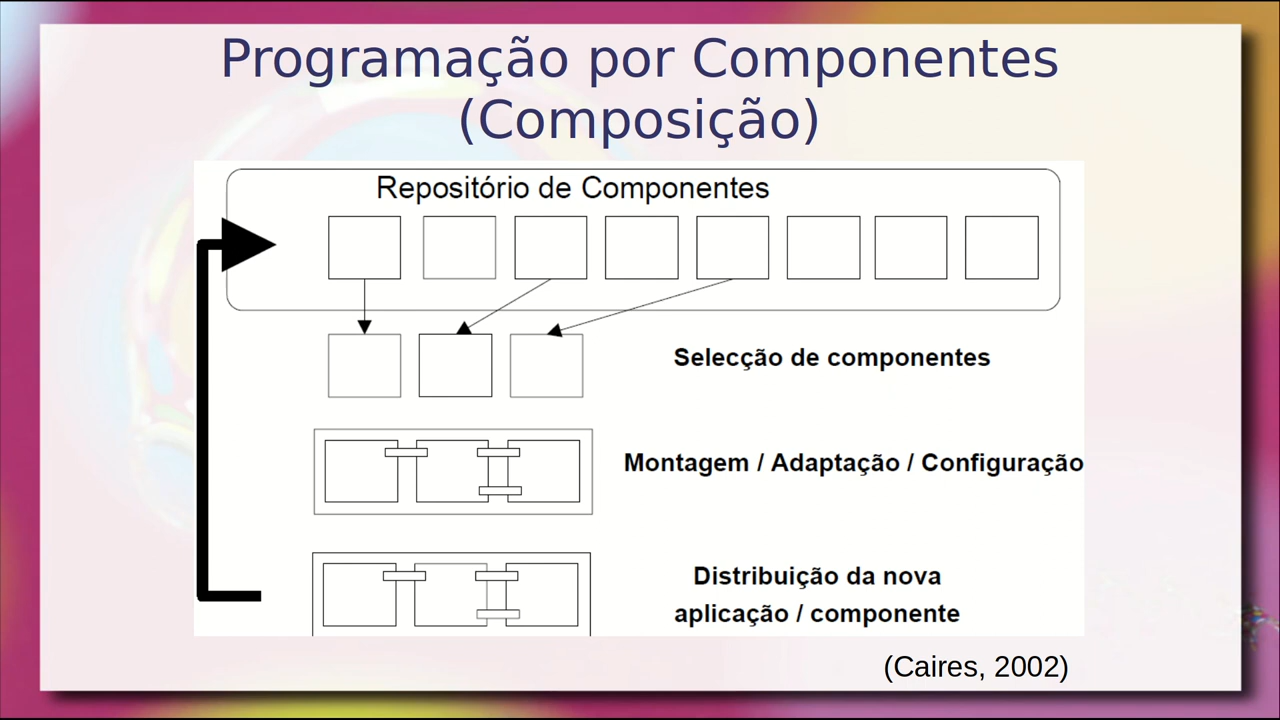 Programação por Componentes
(Composição)
Repositório de Componentes
Selecção de componentes
Montagem / Adaptação / Configuração
Distribuição da nova
aplicação / componente
(Caires, 2002)